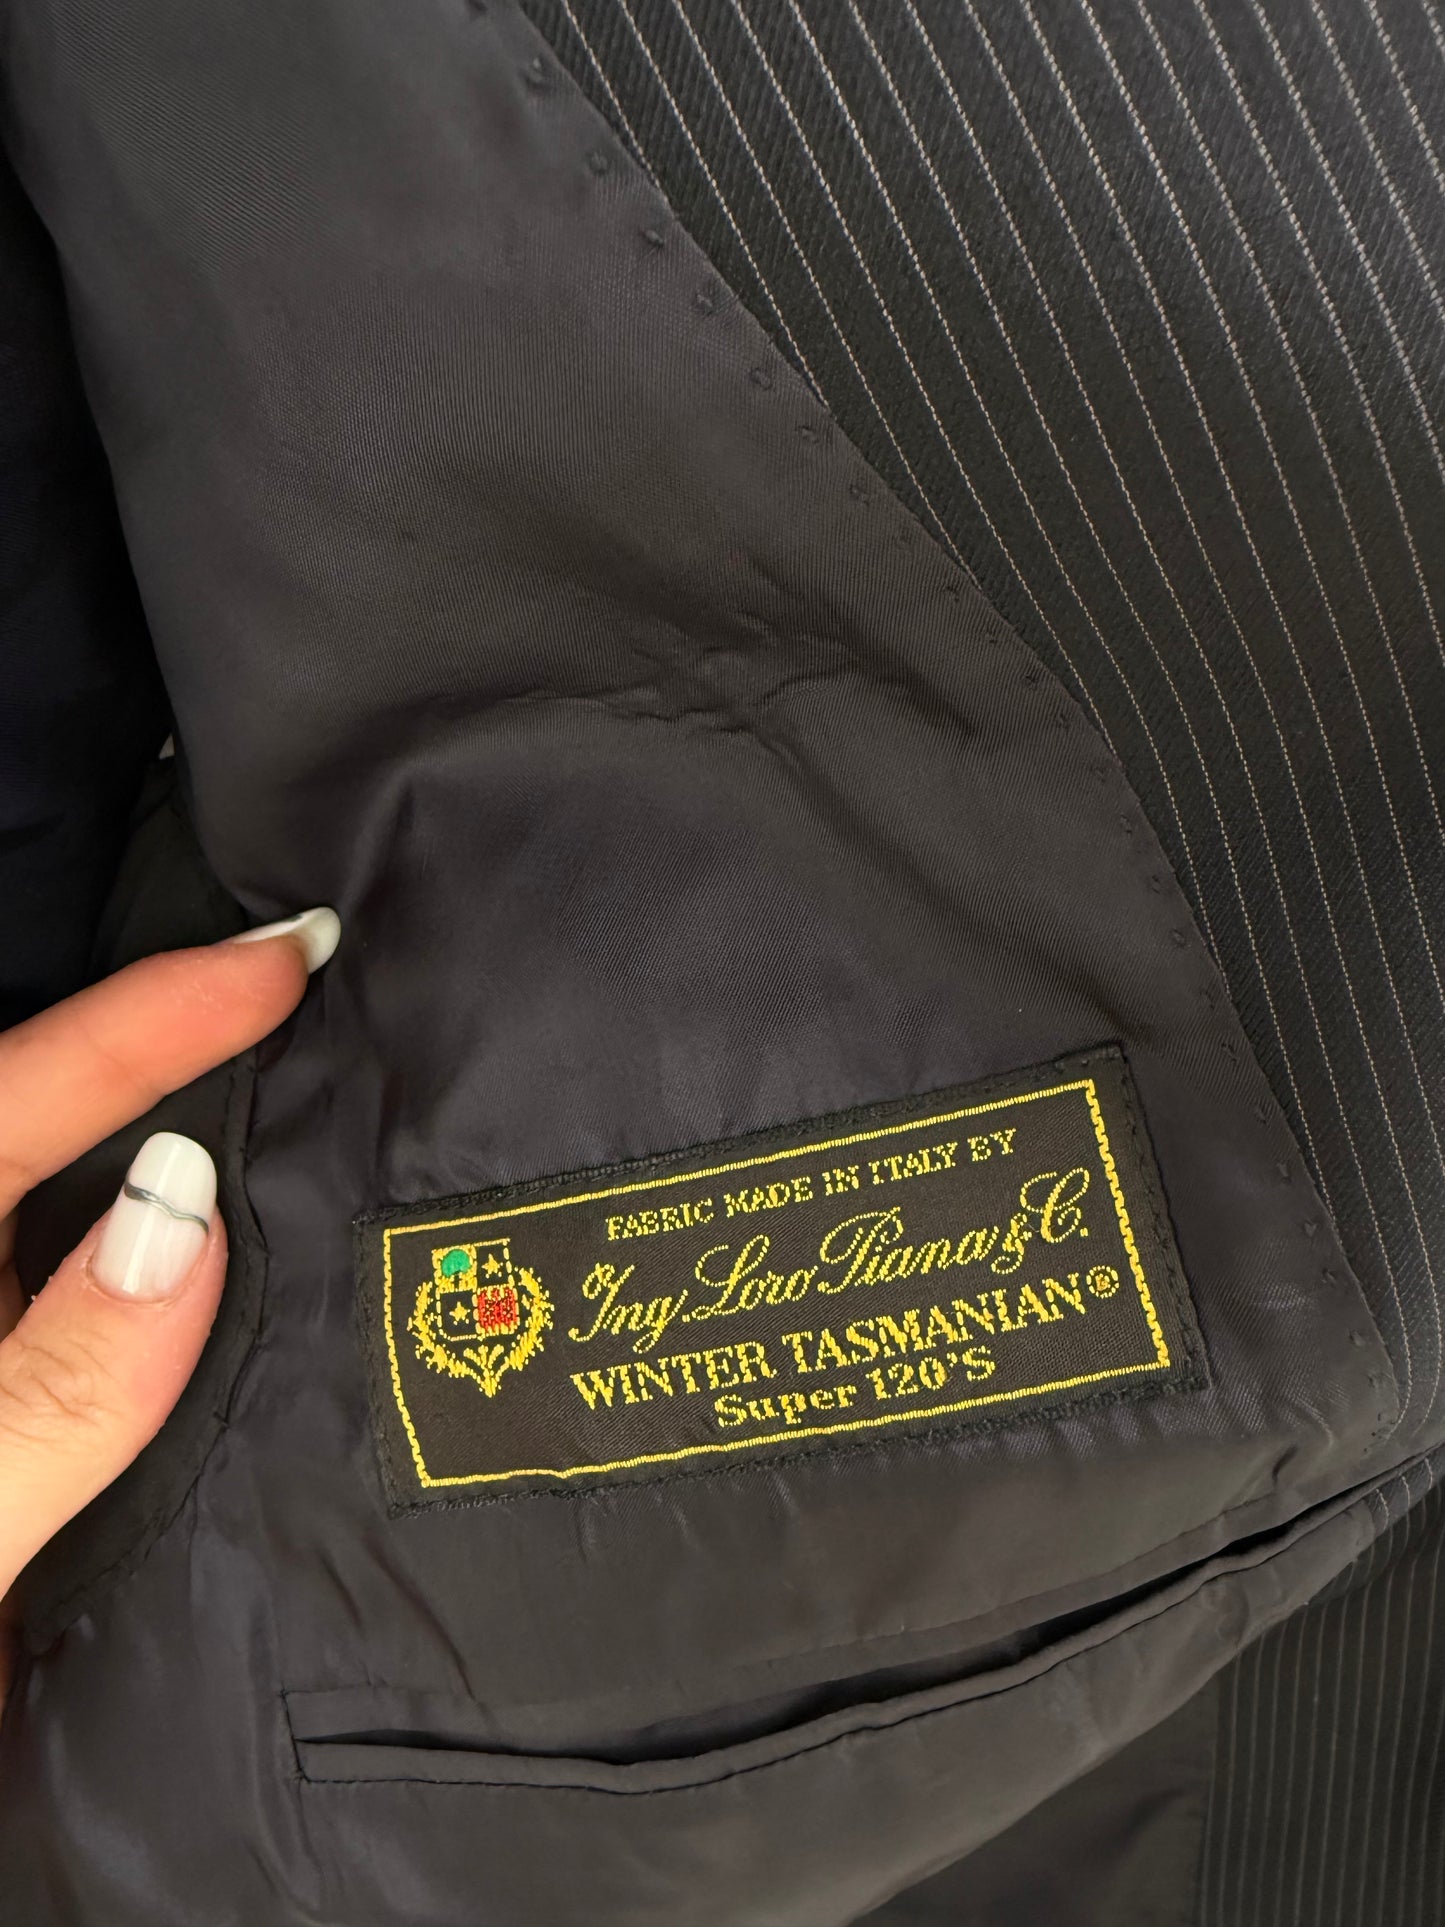 FABRIC MADE IN ITALY BY
Ing Loro Piana & C.
WINTER TASMANIAN®
Super 120'S